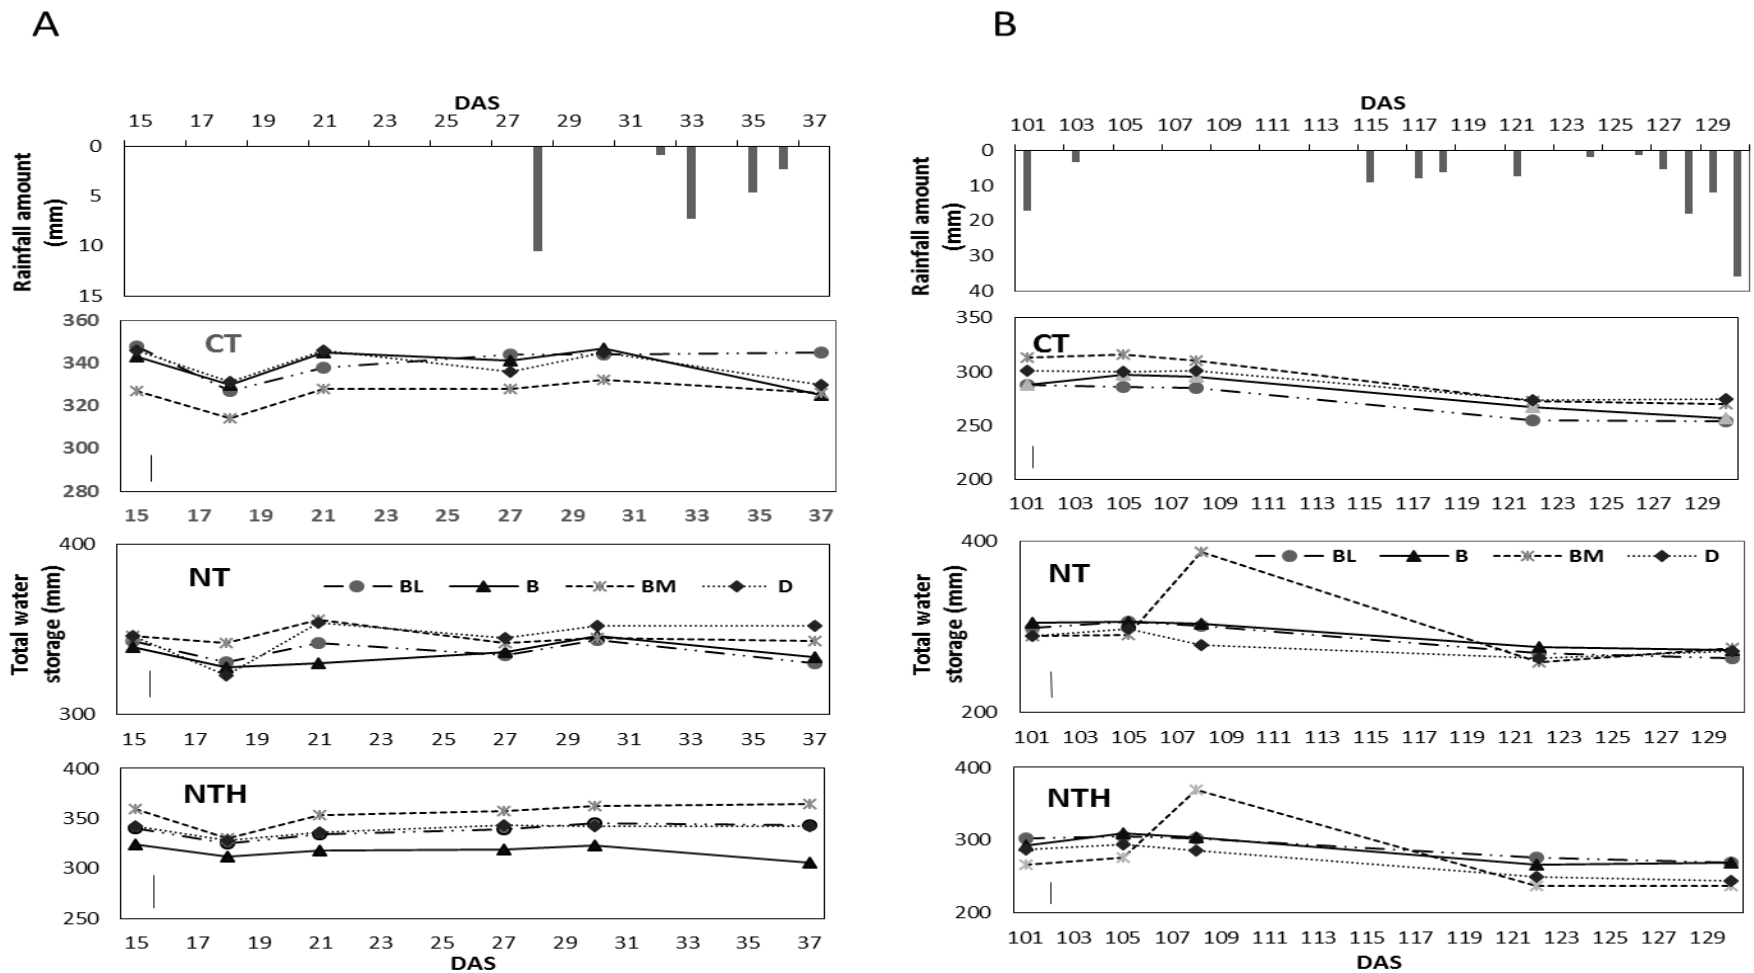 A
DAS
15 17 19 21 23 25 27 29 31 33 35 37
Rainfall amount
(mm)
0
5
10
15
CT
360
340
320
300
280
15 17 19 21 23 25 27 29 31 33 35 37
Total water
storage (mm)
NT
BL B BM D
400
300
15 17 19 21 23 25 27 29 31 33 35 37
NTH
400
350
300
250
15 17 19 21 23 25 27 29 31 33 35 37
DAS
B
DAS
101 103 105 107 109 111 113 115 117 119 121 123 125 127 129
Rainfall amount
(mm)
0
10
20
30
40
CT
350
300
250
200
101 103 105 107 109 111 113 115 117 119 121 123 125 127 129
Total water
storage (mm)
NT
BL B BM D
400
300
200
101 103 105 107 109 111 113 115 117 119 121 123 125 127 129
NTH
400
300
200
101 103 105 107 109 111 113 115 117 119 121 123 125 127 129
DAS